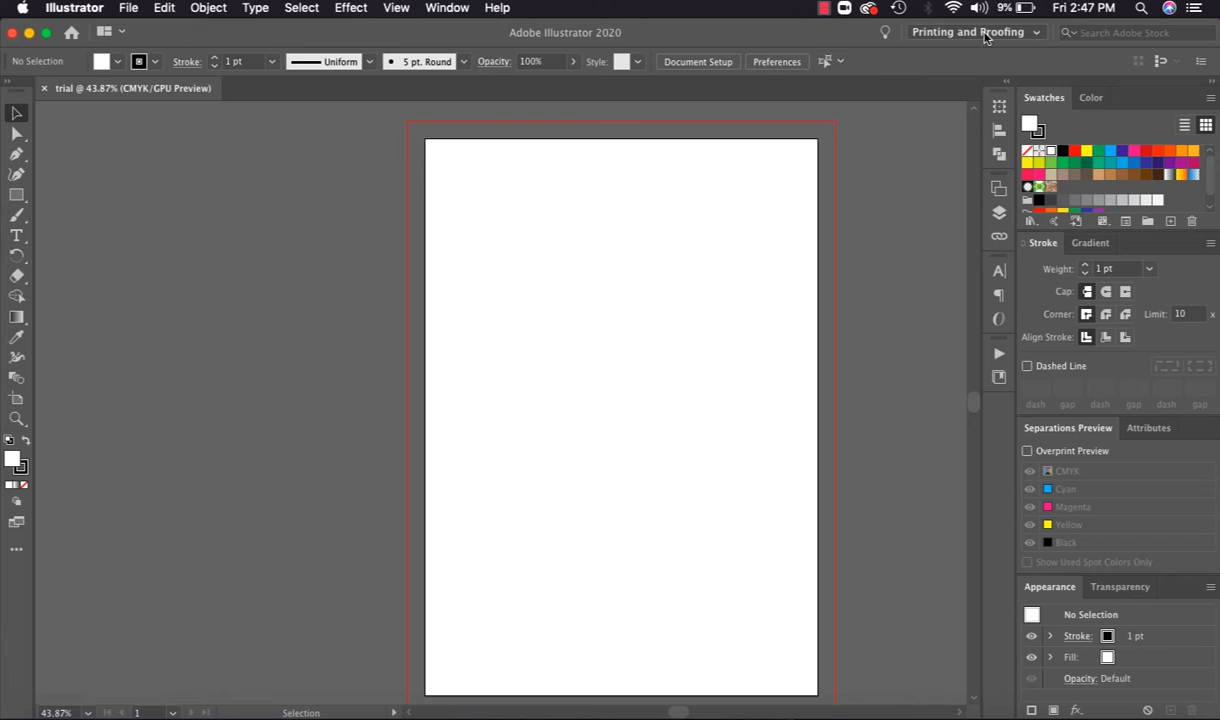 Illustrator File Edit Object Type Select Effect View Window Help 9% Fri 2:47 PM
Adobe Illustrator 2020 Printing and Proofing Search Adobe Stock
No Selection Stroke: 1 pt Uniform 5 pt. Round Opacity: 100% Style: Document Setup Preferences
trial @ 43.87% (CMYK/GPU Preview)
Swatches Color
Stroke Gradient
Weight: 1 pt
Cap:
Corner: Limit: 10 x
Align Stroke:
Dashed Line
dash gap dash gap dash gap
Separations Preview Attributes
Overprint Preview
CMYK
Cyan
Magenta
Yellow
Black
Show Used Spot Colors Only
Appearance Transparency
No Selection
Stroke: 1 pt
Fill:
Opacity: Default
43.87% 1 Selection